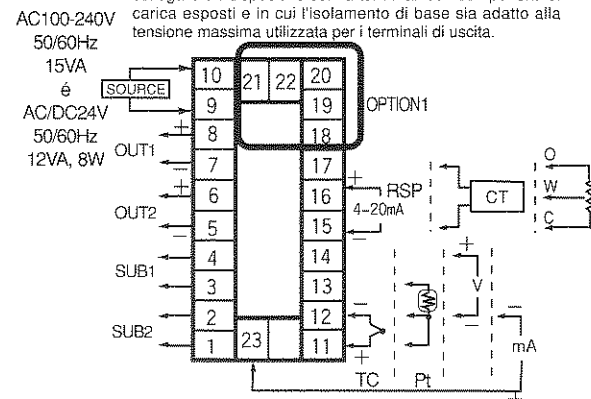 carica esposti e in cui l'isolamento di base sia adatto alla
tensione massima utilizzata per i terminali di uscita.
AC100-240V
50/60Hz
15VA
é
AC/DC24V
50/60Hz
12VA, 8W
SOURCE
OUT1
+
−
OUT2
+
−
SUB1
SUB2
10
9
8
7
6
5
4
3
2
1
21 22
23
20
19
18
17
16
15
14
13
12
11
OPTION1
+
RSP
4-20mA
−
CT
O
W
C
−
+
TC
Pt
+
V
−
−
mA
+